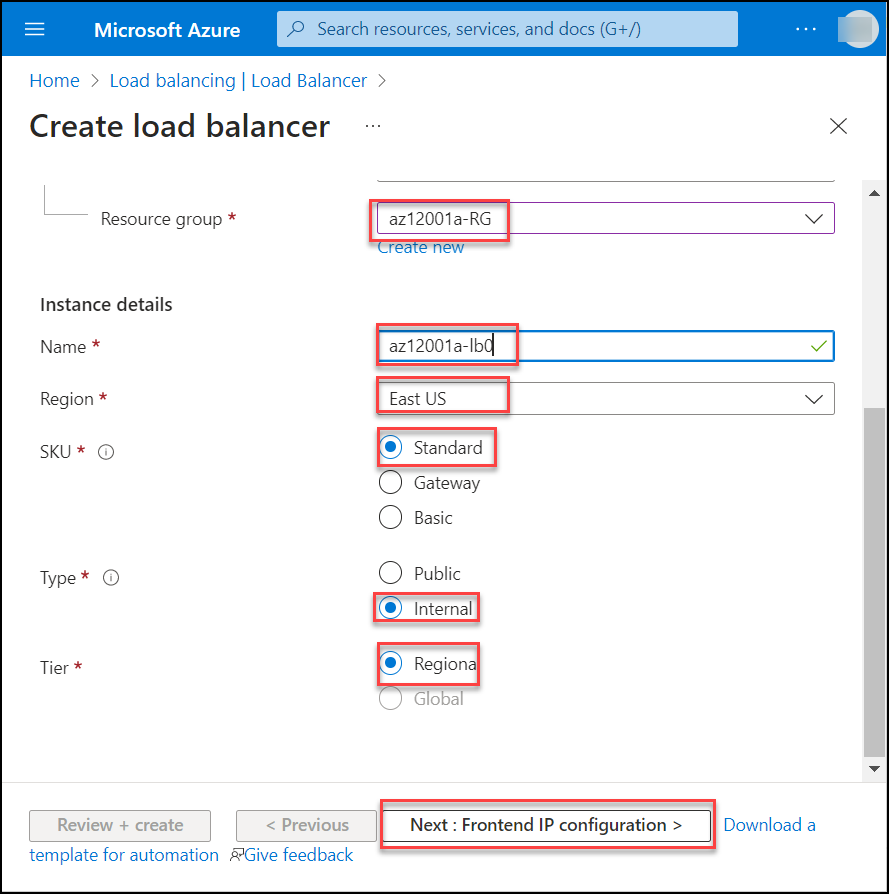 Microsoft Azure
Search resources, services, and docs (G+/)
...
Home > Load balancing | Load Balancer >
Create load balancer ...
Resource group *
az12001a-RG
Create new
Instance details
Name *
az12001a-lb0
Region *
East US
SKU *
Standard
Gateway
Basic
Type *
Public
Internal
Tier *
Regiona
Global
Review + create
< Previous
Next : Frontend IP configuration >
Download a
template for automation
Give feedback